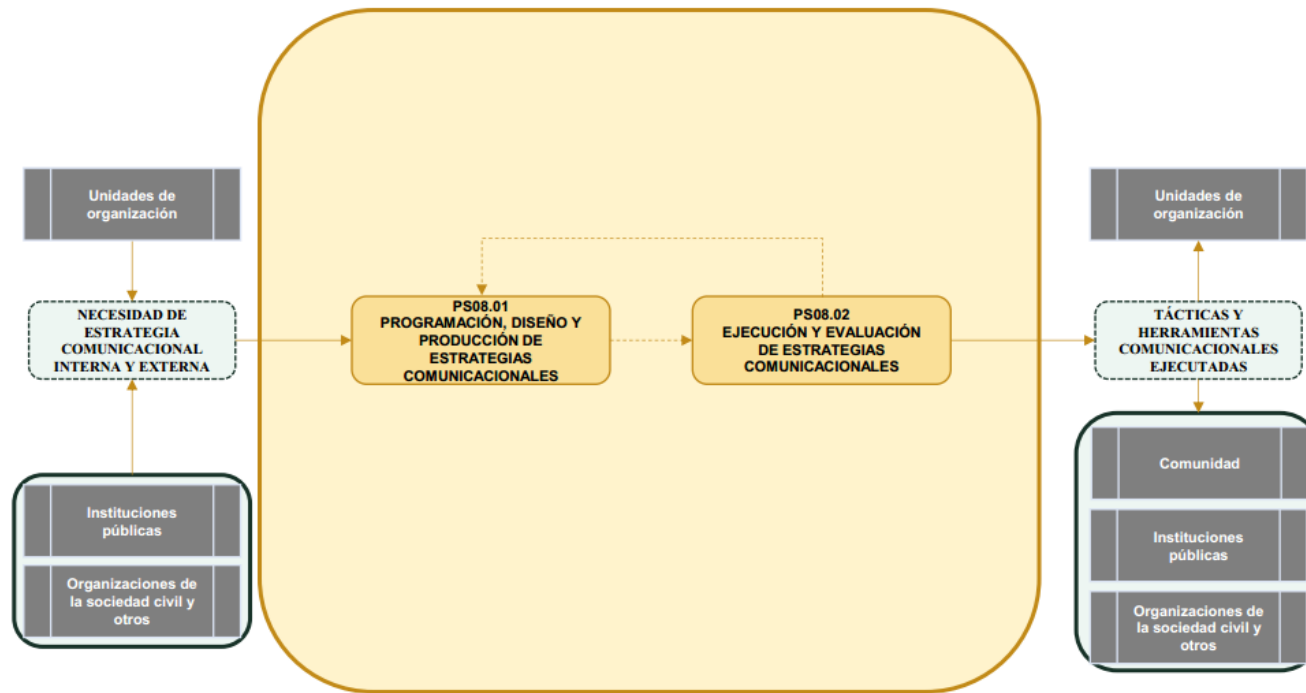 Unidades de
organización
NECESIDAD DE
ESTRATEGIA
COMUNICACIONAL
INTERNA Y EXTERNA
Instituciones
públicas
Organizaciones de
la sociedad civil y
otros
PS08.01
PROGRAMACIÓN, DISEÑO Y
PRODUCCIÓN DE
ESTRATEGIAS
COMUNICACIONALES
PS08.02
EJECUCIÓN Y EVALUACIÓN
DE ESTRATEGIAS
COMUNICACIONALES
Unidades de
organización
TÁCTICAS Y
HERRAMIENTAS
COMUNICACIONALES
EJECUTADAS
Comunidad
Instituciones
públicas
Organizaciones de
la sociedad civil y
otros